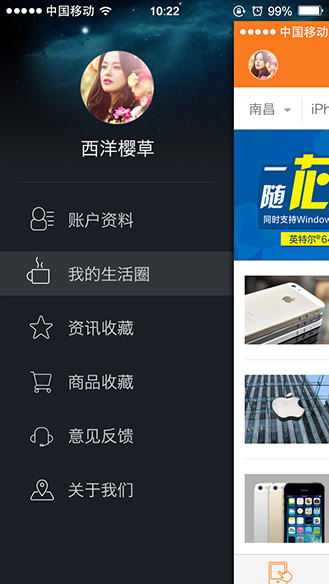 中国移动 10:22 99%
中国移动
西洋樱草
账户资料
我的生活圈
资讯收藏
商品收藏
意见反馈
关于我们
南昌 iPh
一芯
随
同时支持Window
英特尔®6